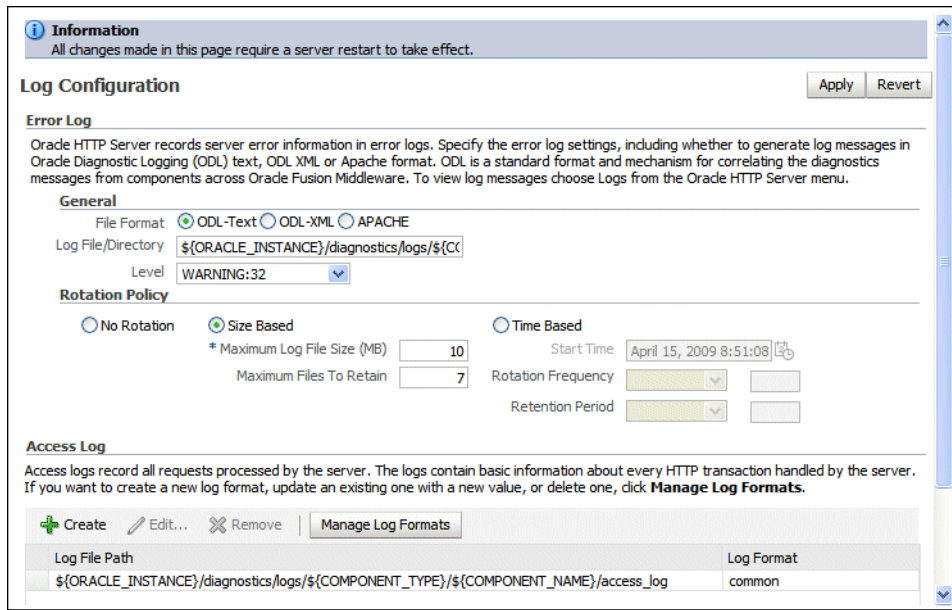 Information
All changes made in this page require a server restart to take effect.
Log Configuration
Apply Revert
Error Log
Oracle HTTP Server records server error information in error logs. Specify the error log settings, including whether to generate log messages in
Oracle Diagnostic Logging (ODL) text, ODL XML or Apache format. ODL is a standard format and mechanism for correlating the diagnostics
messages from components across Oracle Fusion Middleware. To view log messages choose Logs from the Oracle HTTP Server menu.
General
File Format ODL-Text ODL-XML APACHE
Log File/Directory ${ORACLE_INSTANCE}/diagnostics/logs/${CO
Level WARNING:32
Rotation Policy
No Rotation Size Based Time Based
* Maximum Log File Size (MB) 10 Start Time April 15, 2009 8:51:08
Maximum Files To Retain 7 Rotation Frequency
Retention Period
Access Log
Access logs record all requests processed by the server. The logs contain basic information about every HTTP transaction handled by the server.
If you want to create a new log format, update an existing one with a new value, or delete one, click Manage Log Formats.
Create Edit... Remove Manage Log Formats
Log File Path Log Format
${ORACLE_INSTANCE}/diagnostics/logs/${COMPONENT_TYPE}/${COMPONENT_NAME}/access_log common